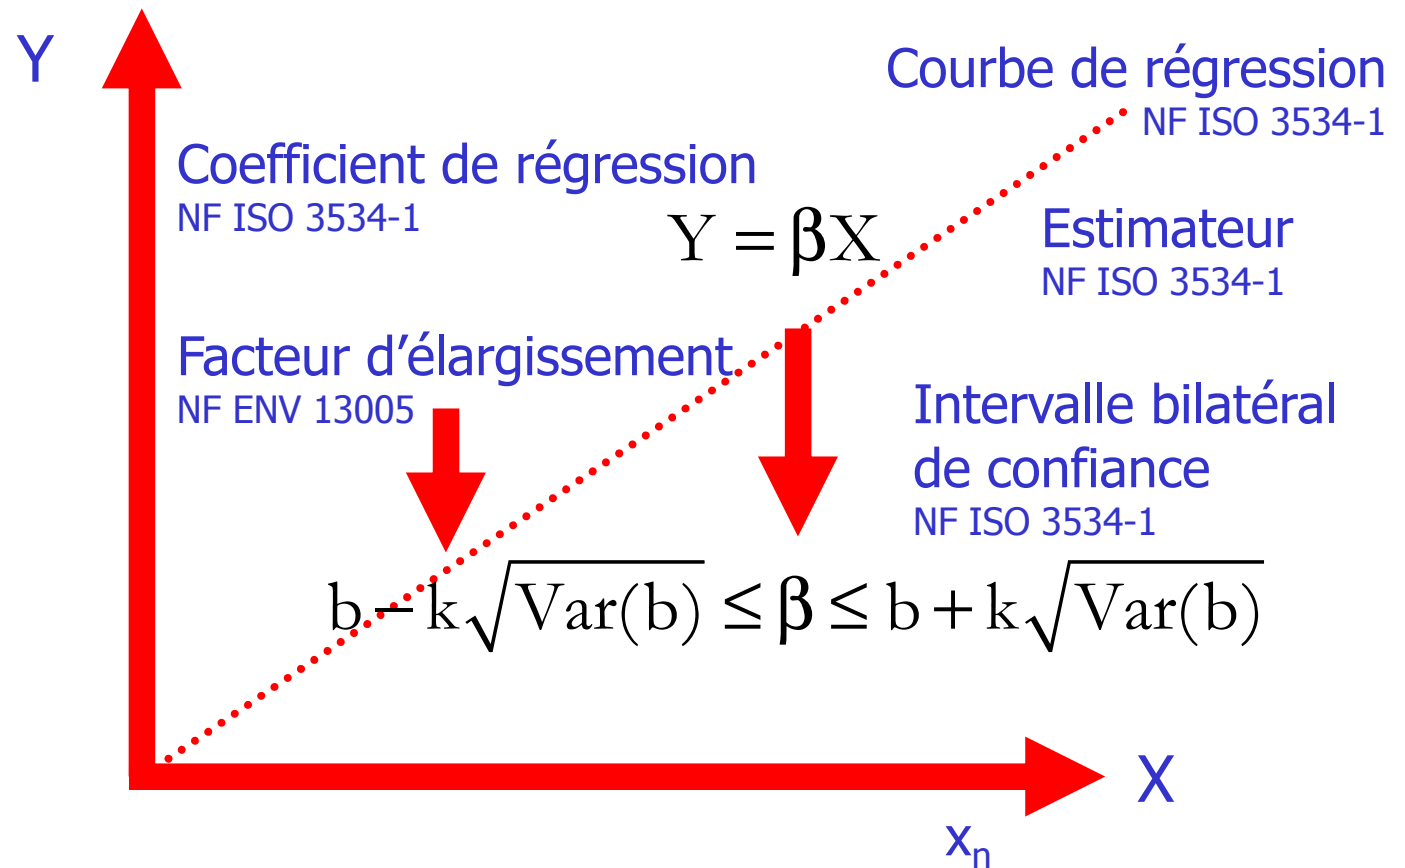 Y
Courbe de régression
NF ISO 3534-1
Coefficient de régression
NF ISO 3534-1
Y = βX
Estimateur
NF ISO 3534-1
Facteur d’élargissement
NF ENV 13005
Intervalle bilatéral
de confiance
NF ISO 3534-1
b − k√Var(b) ≤ β ≤ b + k√Var(b)
X
xₙ